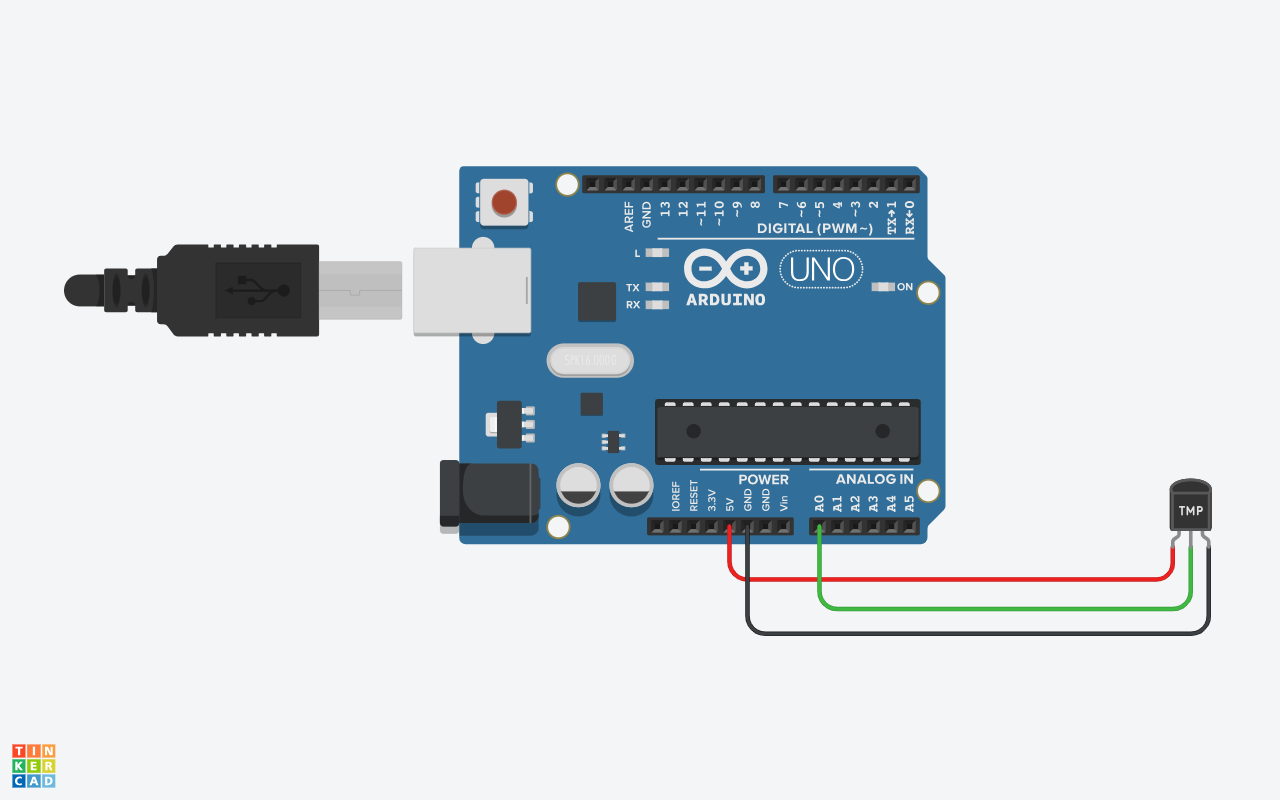 AREF
GND
13
12
~11
~10
~9
8
7
~6
~5
4
~3
2
TX→1
RX←0
DIGITAL (PWM~)
L
TX
RX
ARDUINO
UNO
ON
POWER
ANALOG IN
IOREF
RESET
3.3V
5V
GND
GND
Vin
A0
A1
A2
A3
A4
A5
TMP
TIN
KER
CAD